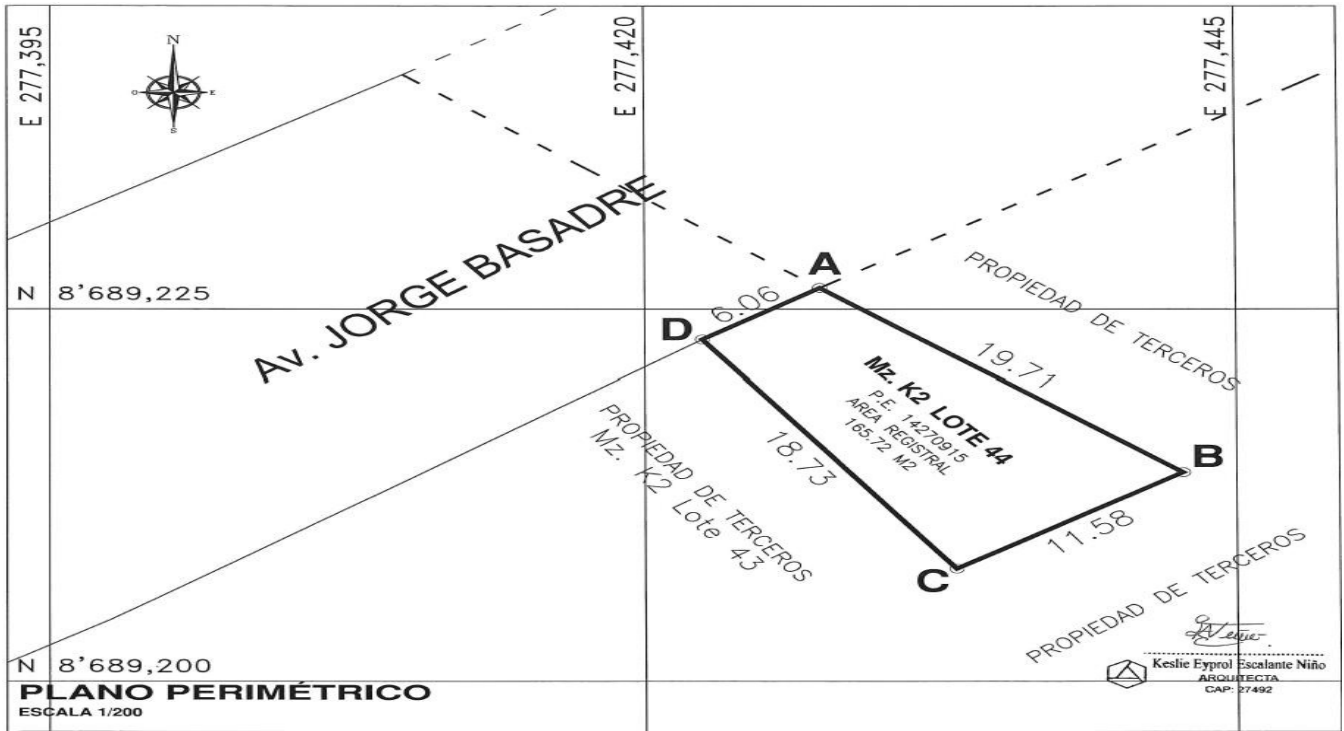 E 277,395
E 277,420
E 277,445
N
O
E
S
Av. JORGE BASADRE
N 8'689,225
A
6.06
D
PROPIEDAD DE TERCEROS
19.71
Mz. K2 LOTE 44
P.E. 14270915
AREA REGISTRAL
165.72 M2
PROPIEDAD DE TERCEROS
Mz. K2 Lote 43
18.73
B
11.58
C
PROPIEDAD DE TERCEROS
Keslie Eyprol Escalante Niño
ARQUITECTA
CAP: 27492
N 8'689,200
PLANO PERIMÉTRICO
ESCALA 1/200